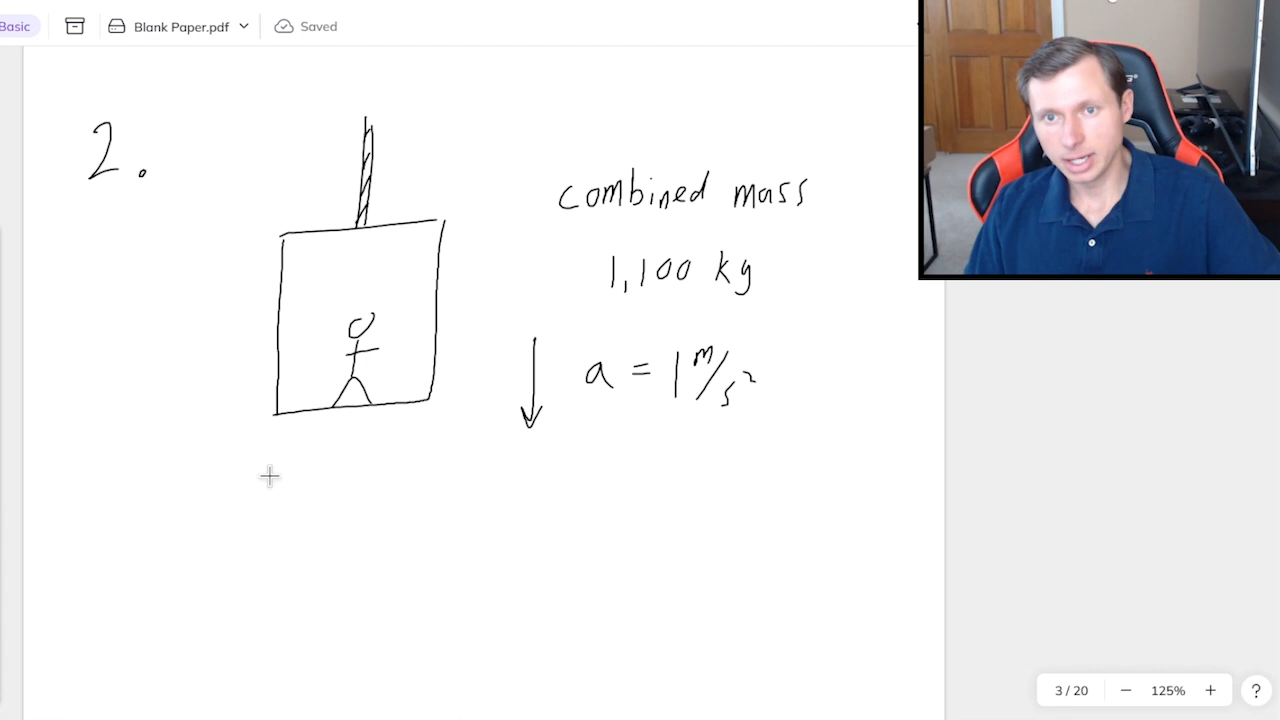 Basic
Blank Paper.pdf
Saved
2.
combined mass
1,100 kg
a = 1 m/s²
3 / 20
125%
?